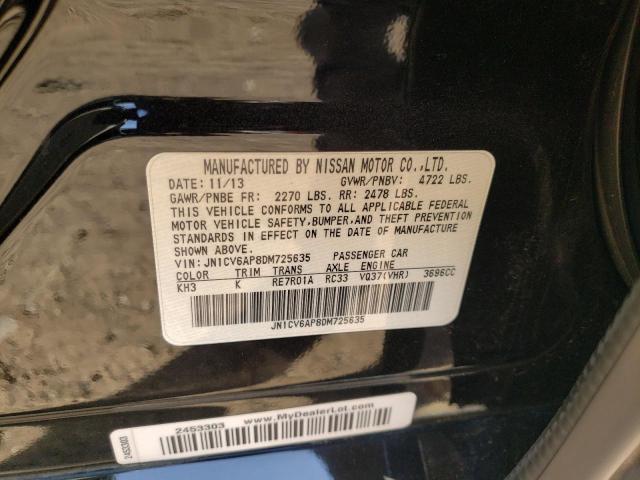 MANUFACTURED BY NISSAN MOTOR CO.,LTD.
DATE: 11/13 GVWR/PNBV: 4722 LBS.
GAWR/PNBE FR: 2270 LBS. RR: 2478 LBS.
THIS VEHICLE CONFORMS TO ALL APPLICABLE FEDERAL
MOTOR VEHICLE SAFETY,BUMPER,AND THEFT PREVENTION
STANDARDS IN EFFECT ON THE DATE OF MANUFACTURE
SHOWN ABOVE.
VIN: JN1CV6AP8DM725635 PASSENGER CAR
COLOR TRIM TRANS AXLE ENGINE
KH3 K RE7R01A RC33 VQ37(VHR) 3696CC
JN1CV6AP8DM725635
2453303 www.MyDealerLot.com
2453303